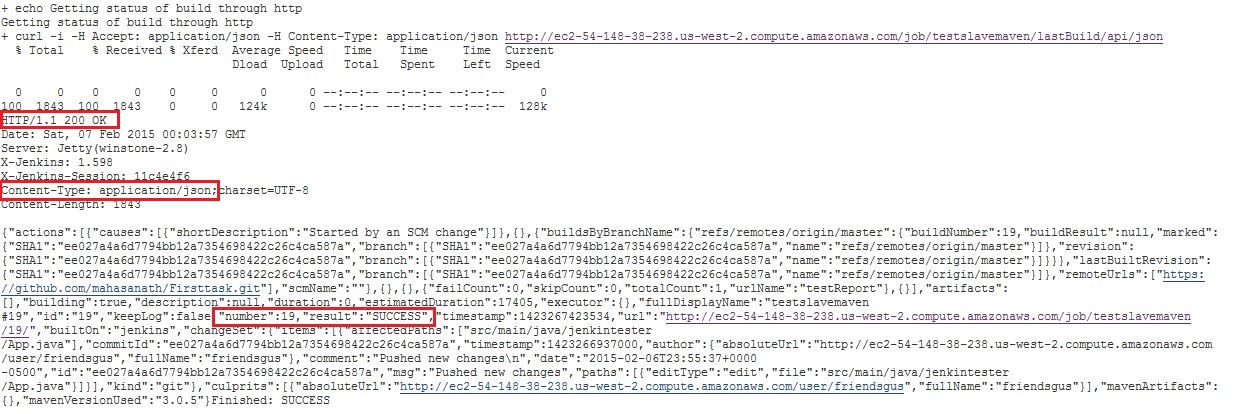 + echo Getting status of build through http
Getting status of build through http
+ curl -i -H Accept: application/json -H Content-Type: application/json http://ec2-54-148-38-238.us-west-2.compute.amazonaws.com/job/testslavemaven/lastBuild/api/json
% Total % Received % Xferd Average Speed Time Time Time Current
Dload Upload Total Spent Left Speed
0 0 0 0 0 0 0 0 --:--:-- --:--:-- --:--:-- 0
100 1843 100 1843 0 0 124k 0 --:--:-- --:--:-- --:--:-- 128k
HTTP/1.1 200 OK
Date: Sat, 07 Feb 2015 00:03:57 GMT
Server: Jetty(winstone-2.8)
X-Jenkins: 1.598
X-Jenkins-Session: 11c4e4f6
Content-Type: application/json;charset=UTF-8
Content-Length: 1843
{"actions":[{"causes":[{"shortDescription":"Started by an SCM change"}]},{},{"buildsByBranchName":{"refs/remotes/origin/master":{"buildNumber":19,"buildResult":null,"marked":
{"SHA1":"ee027a4a6d7794bb12a7354698422c26c4ca587a","branch":[{"SHA1":"ee027a4a6d7794bb12a7354698422c26c4ca587a","name":"refs/remotes/origin/master"}]},"revision":
{"SHA1":"ee027a4a6d7794bb12a7354698422c26c4ca587a","branch":[{"SHA1":"ee027a4a6d7794bb12a7354698422c26c4ca587a","name":"refs/remotes/origin/master"}]}}},"lastBuiltRevision":
{"SHA1":"ee027a4a6d7794bb12a7354698422c26c4ca587a","branch":[{"SHA1":"ee027a4a6d7794bb12a7354698422c26c4ca587a","name":"refs/remotes/origin/master"}]},"remoteUrls":["https:
//github.com/mahasanath/Firsttask.git"],"scmName":""},{},{},{"failCount":0,"skipCount":0,"totalCount":1,"urlName":"testReport"},{}],"artifacts":
[],"building":true,"description":null,"duration":0,"estimatedDuration":17405,"executor":{},"fullDisplayName":"testslavemaven
#19","id":"19","keepLog":false,"number":19,"result":"SUCCESS","timestamp":1423267423534,"url":"http://ec2-54-148-38-238.us-west-2.compute.amazonaws.com/job/testslavemaven
/19/","builtOn":"jenkins","changeSet":{"items":[{"affectedPaths":["src/main/java/jenkintester
/App.java"],"commitId":"ee027a4a6d7794bb12a7354698422c26c4ca587a","timestamp":1423266937000,"author":{"absoluteUrl":"http://ec2-54-148-38-238.us-west-2.compute.amazonaws.com
/user/friendsgus","fullName":"friendsgus"},"comment":"Pushed new changes\n","date":"2015-02-06T23:55:37+0000
-0500","id":"ee027a4a6d7794bb12a7354698422c26c4ca587a","msg":"Pushed new changes","paths":[{"editType":"edit","file":"src/main/java/jenkintester
/App.java"}]}],"kind":"git"},"culprits":[{"absoluteUrl":"http://ec2-54-148-38-238.us-west-2.compute.amazonaws.com/user/friendsgus","fullName":"friendsgus"}],"mavenArtifacts":
{},"mavenVersionUsed":"3.0.5"}Finished: SUCCESS